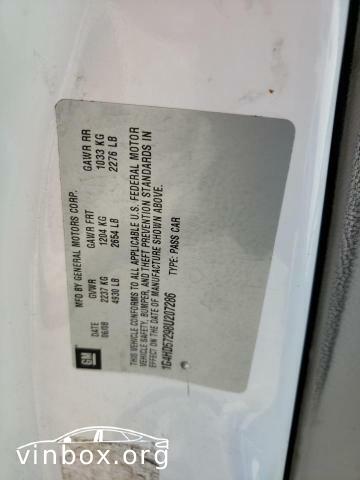 MFD BY GENERAL MOTORS CORP.
DATE GVWR GAWR FRT GAWR RR
06/08 2237 KG 1204 KG 1033 KG
4930 LB 2654 LB 2276 LB
GM
THIS VEHICLE CONFORMS TO ALL APPLICABLE U.S. FEDERAL MOTOR
VEHICLE SAFETY, BUMPER, AND THEFT PREVENTION STANDARDS IN
EFFECT ON THE DATE OF MANUFACTURE SHOWN ABOVE.
1G4HD57298U207286 TYPE: PASS CAR
vinbox.org